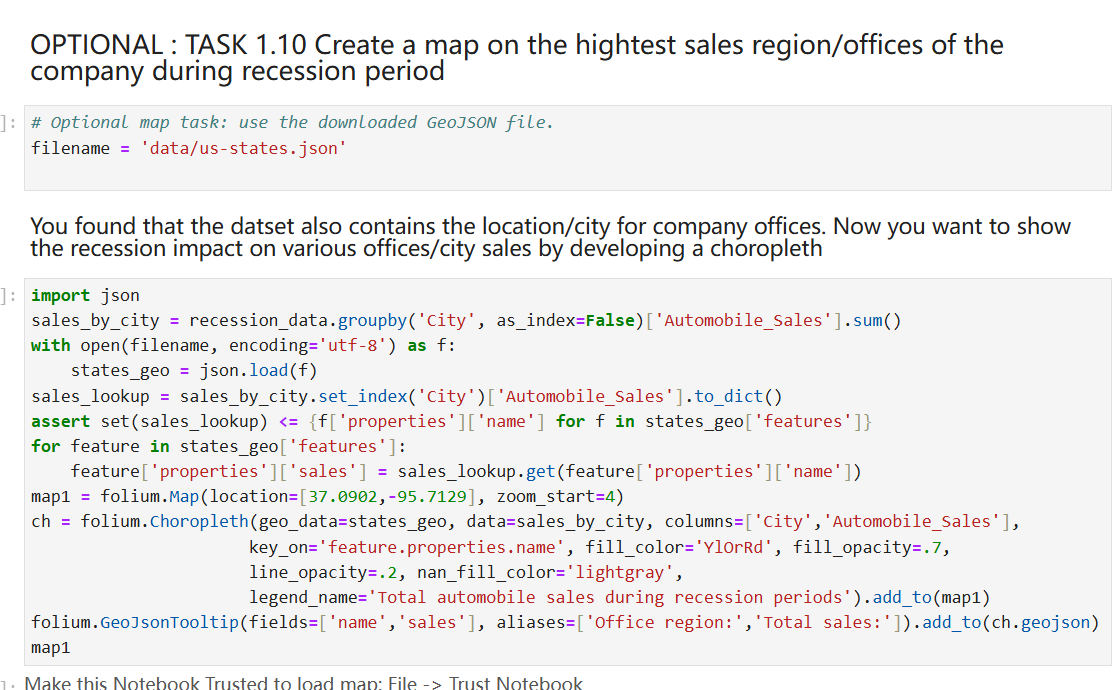 OPTIONAL : TASK 1.10 Create a map on the hightest sales region/offices of the
company during recession period
]: # Optional map task: use the downloaded GeoJSON file.
filename = 'data/us-states.json'
You found that the datset also contains the location/city for company offices. Now you want to show
the recession impact on various offices/city sales by developing a choropleth
]: import json
sales_by_city = recession_data.groupby('City', as_index=False)['Automobile_Sales'].sum()
with open(filename, encoding='utf-8') as f:
    states_geo = json.load(f)
sales_lookup = sales_by_city.set_index('City')['Automobile_Sales'].to_dict()
assert set(sales_lookup) <= {f['properties']['name'] for f in states_geo['features']}
for feature in states_geo['features']:
    feature['properties']['sales'] = sales_lookup.get(feature['properties']['name'])
map1 = folium.Map(location=[37.0902,-95.7129], zoom_start=4)
ch = folium.Choropleth(geo_data=states_geo, data=sales_by_city, columns=['City','Automobile_Sales'],
                      key_on='feature.properties.name', fill_color='YlOrRd', fill_opacity=.7,
                      line_opacity=.2, nan_fill_color='lightgray',
                      legend_name='Total automobile sales during recession periods').add_to(map1)
folium.GeoJsonTooltip(fields=['name','sales'], aliases=['Office region:','Total sales:']).add_to(ch.geojson)
map1
]: Make this Notebook Trusted to load map: File -> Trust Notebook